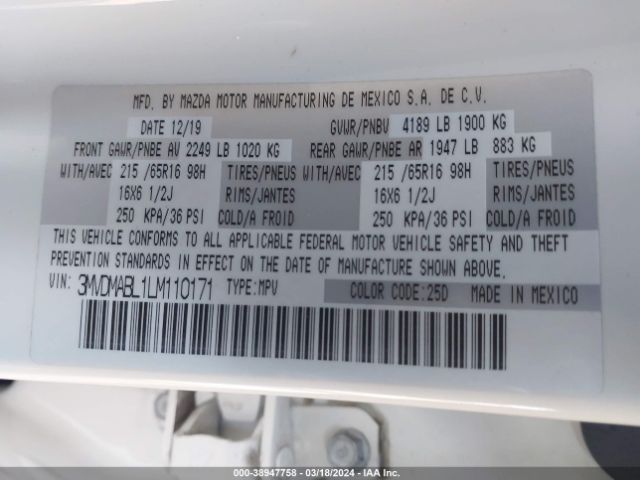 MFD. BY MAZDA MOTOR MANUFACTURING DE MEXICO S.A. DE C.V.
DATE 12/19 GVWR/PNBV 4189 LB 1900 KG
FRONT GAWR/PNBE AV 2249 LB 1020 KG REAR GAWR/PNBE AR 1947 LB 883 KG
WITH/AVEC 215 /65R16 98H TIRES/PNEUS WITH/AVEC 215 /65R16 98H TIRES/PNEUS
16X6 1/2J RIMS/JANTES 16X6 1/2J RIMS/JANTES
250 KPA/36 PSI COLD/A FROID 250 KPA/36 PSI COLD/A FROID
THIS VEHICLE CONFORMS TO ALL APPLICABLE FEDERAL MOTOR VEHICLE SAFETY AND THEFT
PREVENTION STANDARDS IN EFFECT ON THE DATE OF MANUFACTURE SHOWN ABOVE.
VIN: 3MVDMABL1LM110171 TYPE:MPV COLOR CODE:25D MADE IN MEXICO
000-38947758 - 03/18/2024 - IAA Inc.